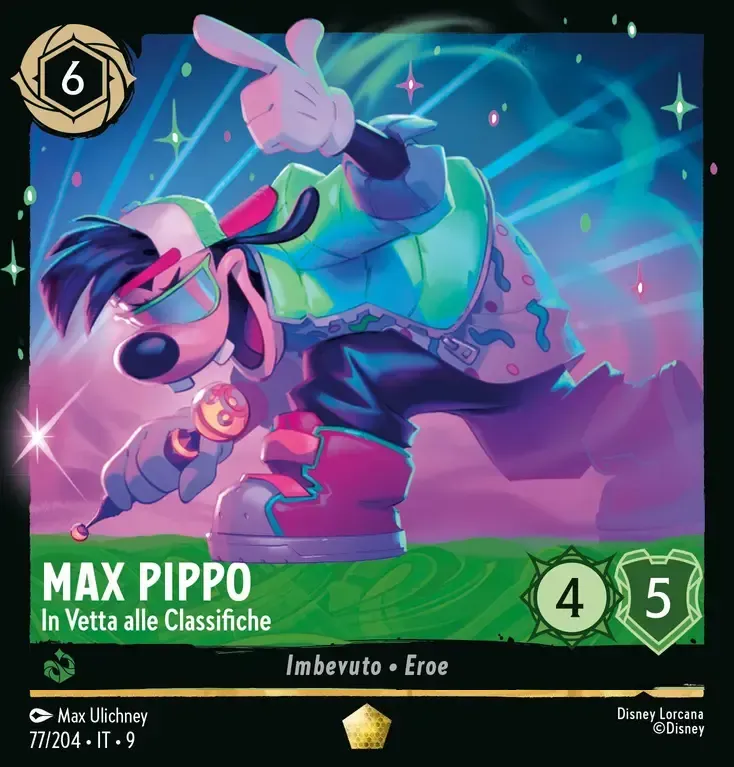 6
MAX PIPPO
In Vetta alle Classifiche
4
5
Imbevuto • Eroe
Max Ulichney
77/204 • IT • 9
Disney Lorcana
©Disney